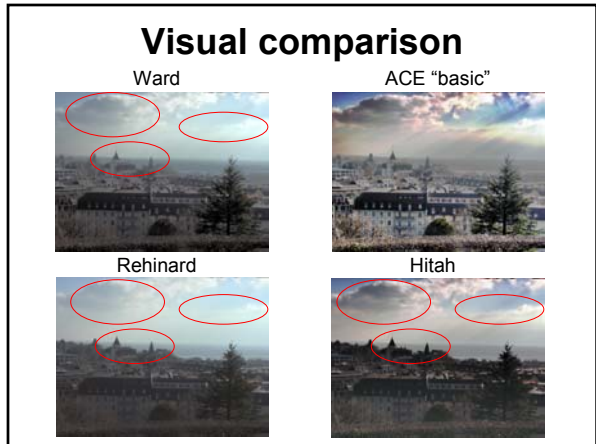 Visual comparison
Ward
ACE “basic”
Rehinard
Hitah